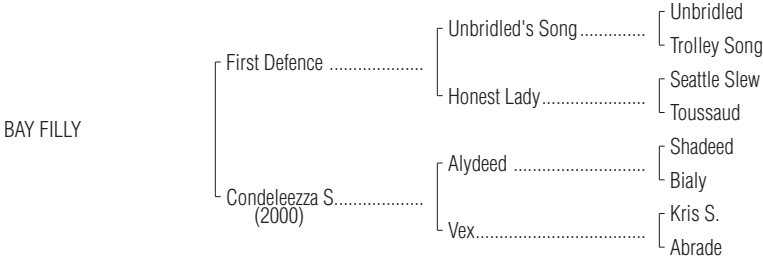 Unbridled
Unbridled's Song..............
Trolley Song
First Defence ....................
Seattle Slew
Honest Lady......................
Toussaud
BAY FILLY
Shadeed
Alydeed ............................
Bialy
Condeleezza S...................
(2000)
Kris S.
Vex....................................
Abrade